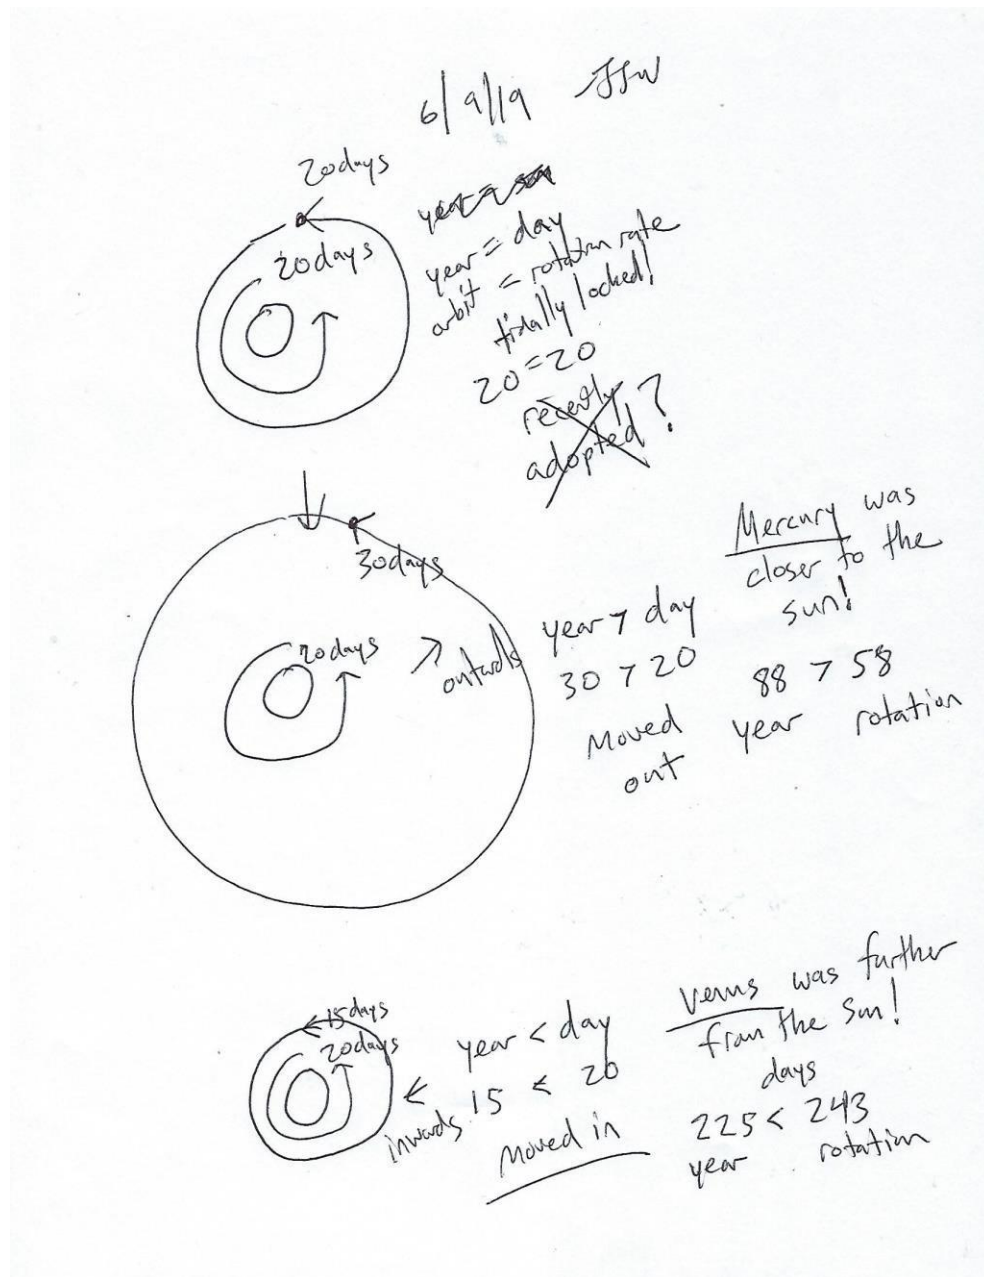 6/9/19 JJW
20days
20days
year = day
orbit = rotation rate
tidally locked!
20 = 20
recently
adopted?
30days
20days
> outwards
year > day
30 > 20
Moved
out
Mercury was
closer to the
sun!
88 > 58
year rotation
15days
20days
< inwards
year < day
15 < 20
moved in
Venus was further
from the sun!
days
225 < 243
year rotation